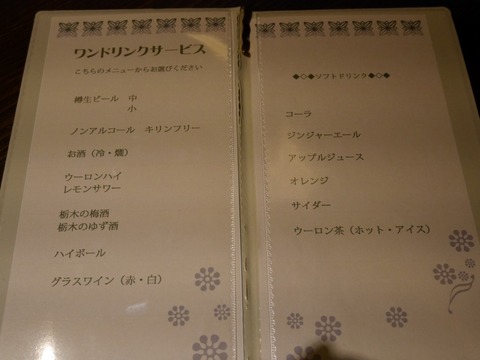 ワンドリンクサービス
こちらのメニューからお選びください
樽生ビール　中
小
ノンアルコール　キリンフリー
お酒（冷・燗）
ウーロンハイ
レモンサワー
栃木の梅酒
栃木のゆず酒
ハイボール
グラスワイン（赤・白）
◆◇◆ソフトドリンク◆◇◆
コーラ
ジンジャーエール
アップルジュース
オレンジ
サイダー
ウーロン茶（ホット・アイス）